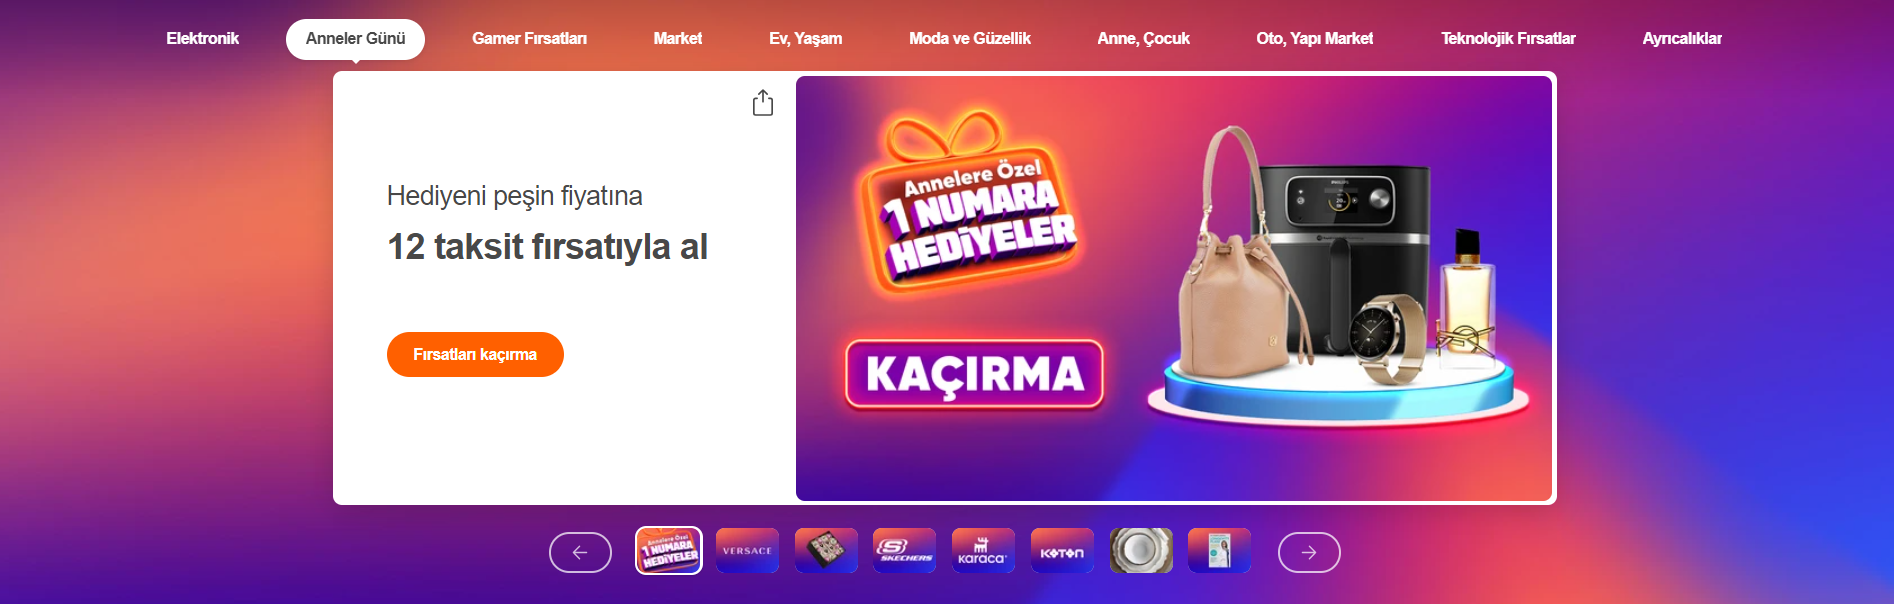 Elektronik
Anneler Günü
Gamer Fırsatları
Market
Ev, Yaşam
Moda ve Güzellik
Anne, Çocuk
Oto, Yapı Market
Teknolojik Fırsatlar
Ayrıcalıklar
Hediyeni peşin fiyatına
12 taksit fırsatıyla al
Fırsatları kaçırma
Annelere Özel
1 NUMARA
HEDİYELER
KAÇIRMA
PHILIPS
Annelere Özel
1 NUMARA
HEDİYELER
VERSACE
SKECHERS
karaca
KOTON